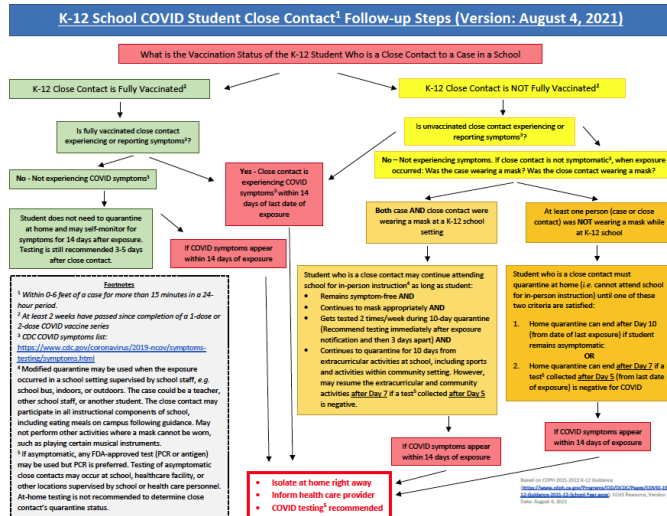 K-12 School COVID Student Close Contact¹ Follow-up Steps (Version: August 4, 2021)
What is the Vaccination Status of the K-12 Student Who is a Close Contact to a Case in a School
K-12 Close Contact is Fully Vaccinated²
K-12 Close Contact is NOT Fully Vaccinated²
Is fully vaccinated close contact
experiencing or reporting symptoms³?
Is unvaccinated close contact experiencing or
reporting symptoms³?
No - Not experiencing COVID symptoms³
Yes - Close contact is
experiencing COVID
symptoms³ within 14
days of last date of
exposure
No – Not experiencing symptoms. If close contact is not symptomatic³, when exposure
occurred: Was the case wearing a mask? Was the close contact wearing a mask?
Student does not need to quarantine
at home and may self-monitor for
symptoms for 14 days after exposure.
Testing is still recommended 3-5 days
after close contact.
If COVID symptoms appear
within 14 days of exposure
Both case AND close contact were
wearing a mask at a K-12 school
setting
At least one person (case or close
contact) was NOT wearing a mask while
at K-12 school
Student who is a close contact may continue attending
school for in-person instruction⁴ as long as student:
• Remains symptom-free AND
• Continues to mask appropriately AND
• Gets tested 2 times/week during 10-day quarantine
(Recommend testing immediately after exposure
notification and then 3 days apart) AND
• Continues to quarantine for 10 days from
extracurricular activities at school, including sports
and activities within community setting. However,
may resume the extracurricular and community
activities after Day 7 if a test⁵ collected after Day 5
is negative.
Student who is a close contact must
quarantine at home (i.e. cannot attend
school for in-person instruction) until one of these
two criteria are satisfied:
1. Home quarantine can end after Day 10
(from date of last exposure) if student
remains asymptomatic
OR
2. Home quarantine can end after Day 7 if a
test⁵ collected after Day 5 (from last date
of exposure) is negative for COVID
If COVID symptoms appear
within 14 days of exposure
If COVID symptoms appear
within 14 days of exposure
• Isolate at home right away
• Inform health care provider
• COVID testing⁵ recommended
Footnotes
¹ Within 0-6 feet of a case for more than 15 minutes in a 24-
hour period.
² At least 2 weeks have passed since completion of a 1-dose or
2-dose COVID vaccine series
³ CDC COVID symptoms list:
https://www.cdc.gov/coronavirus/2019-ncov/symptoms-
testing/symptoms.html
⁴ Modified quarantine may be used when the exposure
occurred in a school setting supervised by school staff, e.g.
school bus, indoors, or outdoors. The case could be a teacher,
other school staff, or another student. The close contact may
participate in all instructional components of school,
including eating meals on campus following guidance. May
not perform other activities where a mask cannot be worn,
such as playing certain musical instruments.
⁵ If asymptomatic, any FDA-approved test (PCR or antigen)
may be used but PCR is preferred. Testing of asymptomatic
close contacts may occur at school, healthcare facility, or
other locations supervised by school or health care personnel.
At-home testing is not recommended to determine close
contact's quarantine status.
Based on CDPH 2021-2022 K-12 Guidance
Date: August 4, 2021